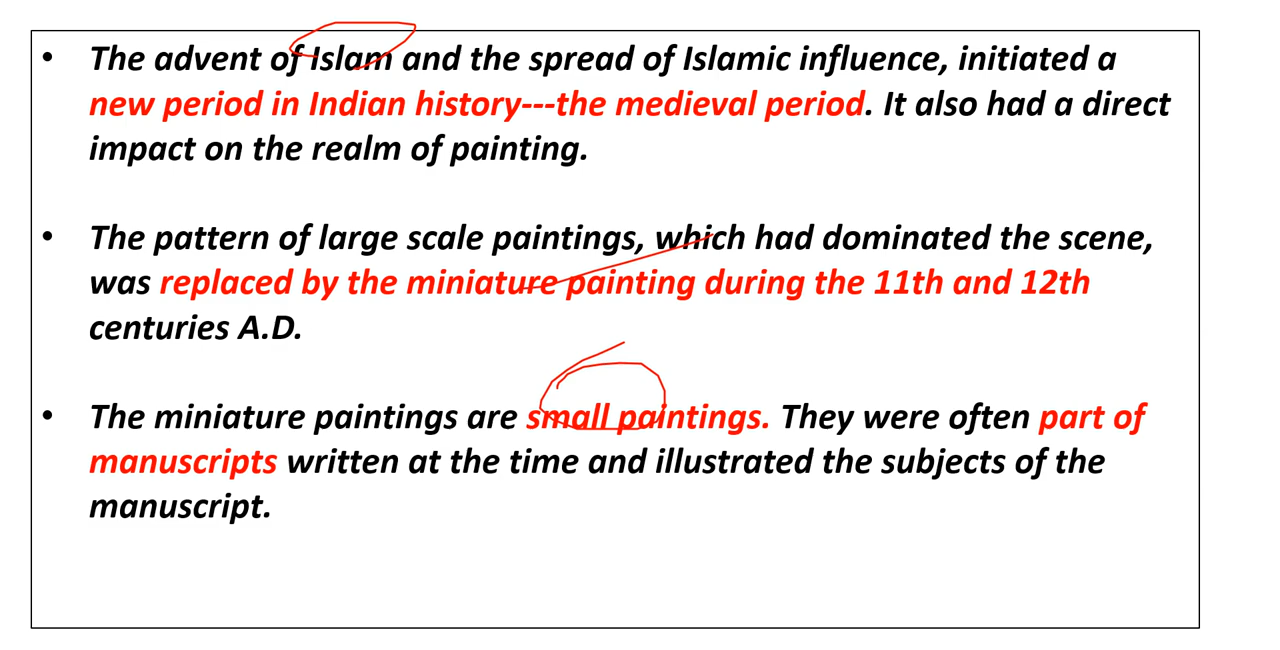 • The advent of Islam and the spread of Islamic influence, initiated a
new period in Indian history---the medieval period. It also had a direct
impact on the realm of painting.
• The pattern of large scale paintings, which had dominated the scene,
was replaced by the miniature painting during the 11th and 12th
centuries A.D.
• The miniature paintings are small paintings. They were often part of
manuscripts written at the time and illustrated the subjects of the
manuscript.